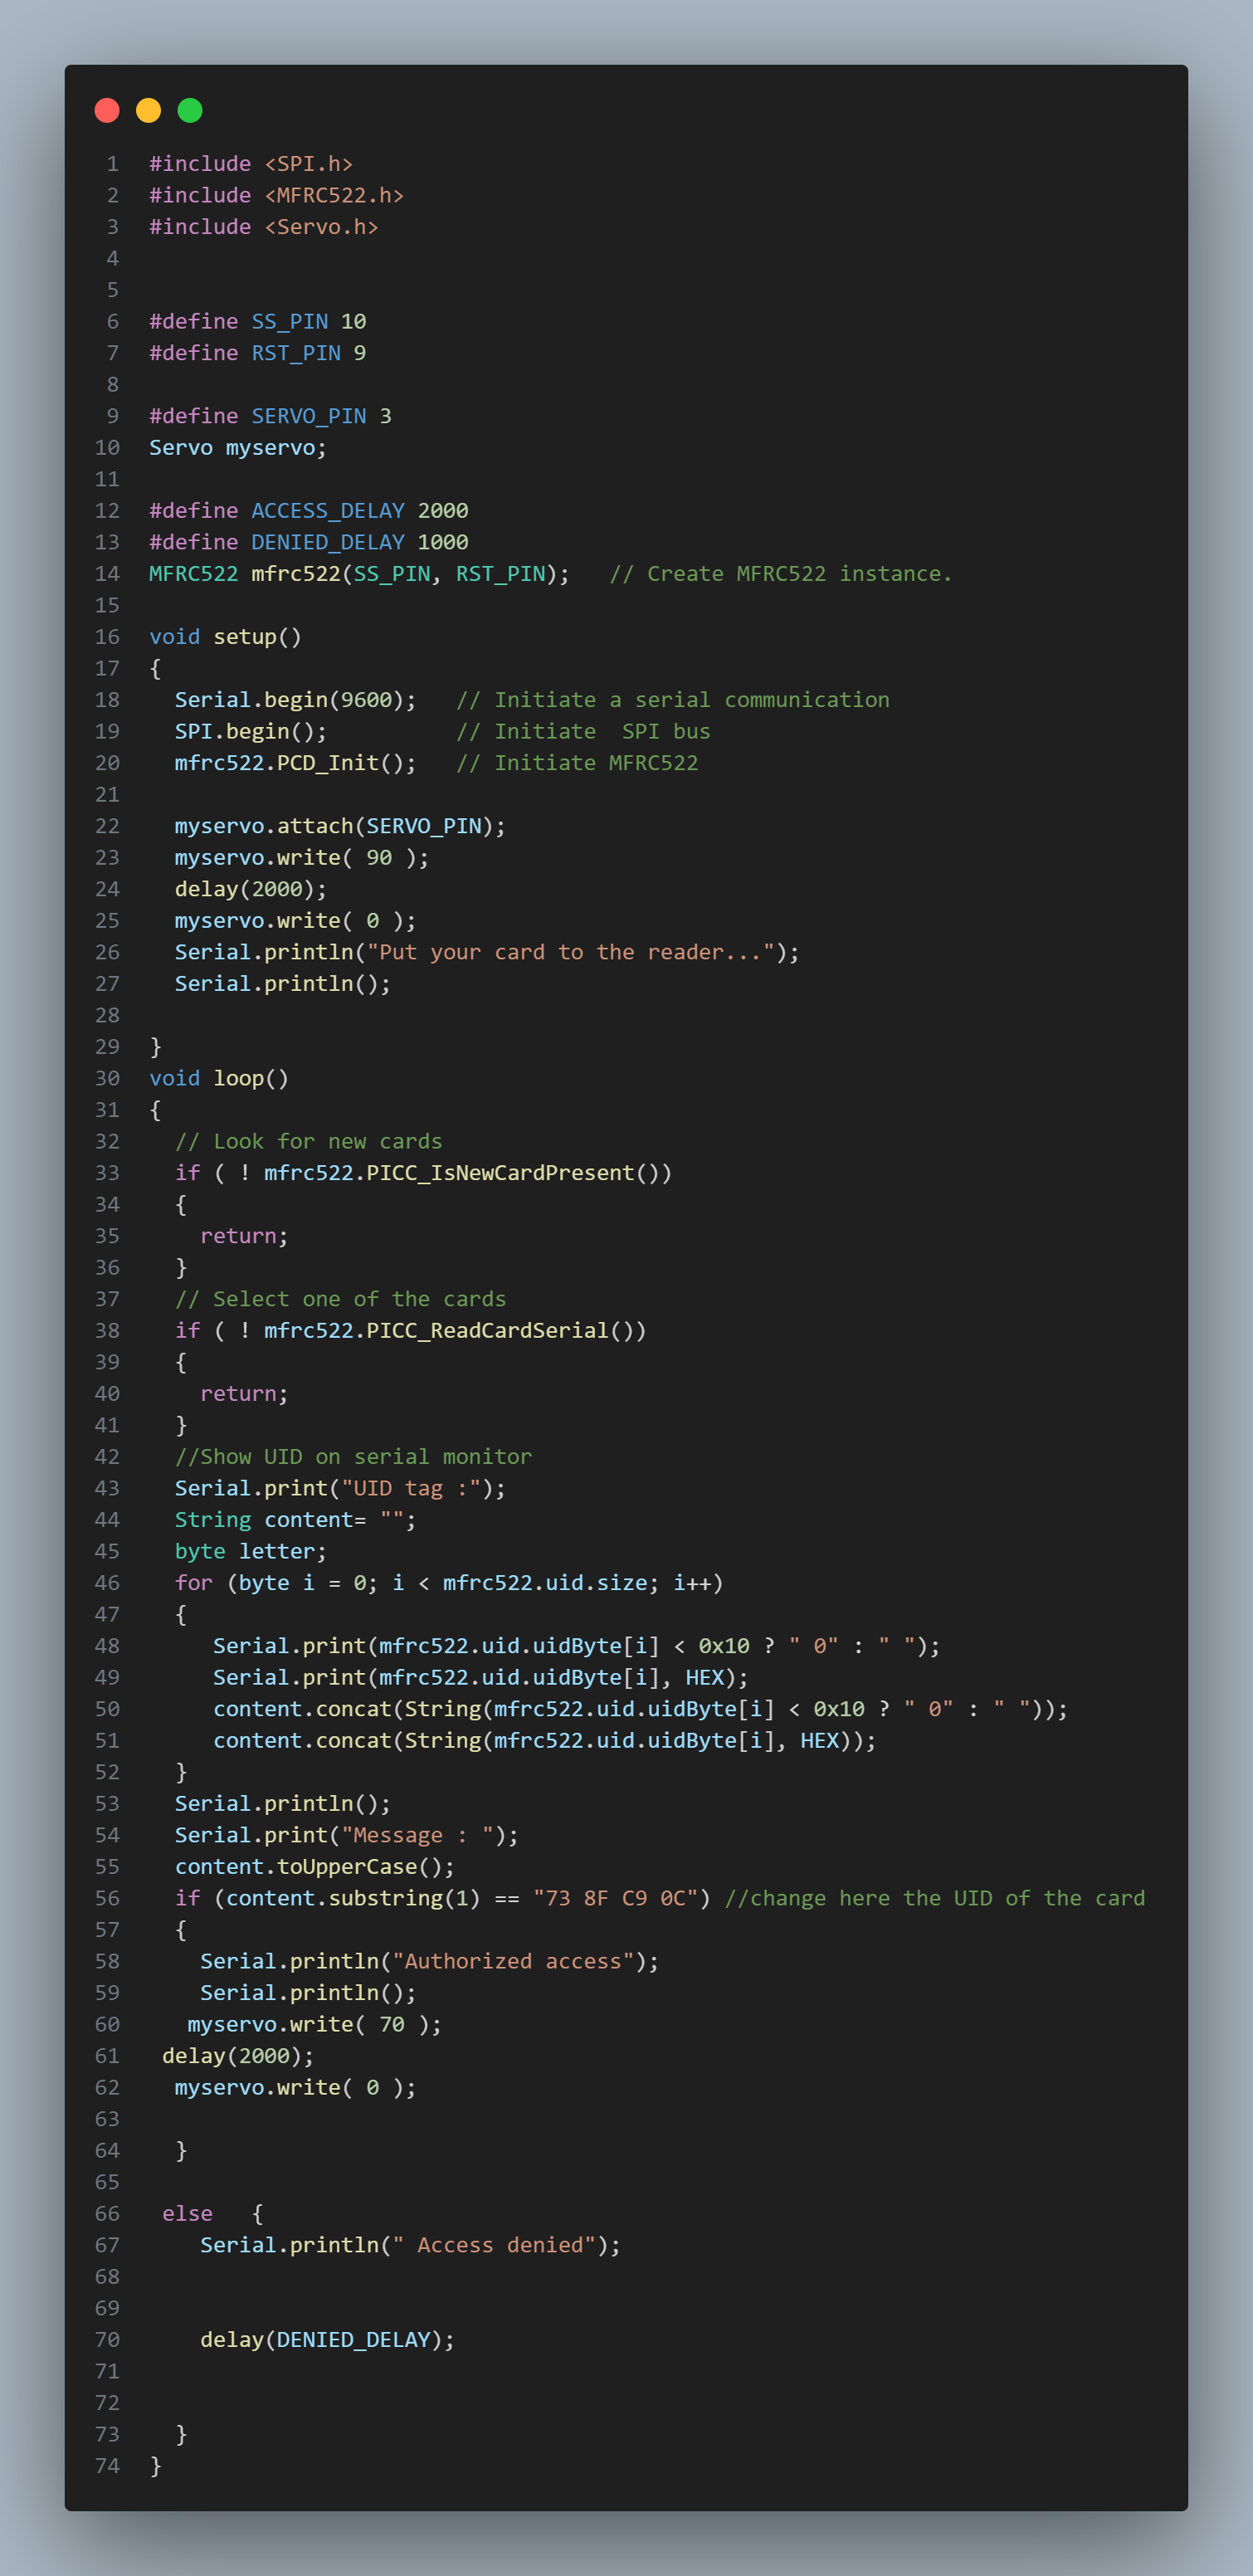 1 #include <SPI.h>
2 #include <MFRC522.h>
3 #include <Servo.h>
4
5
6 #define SS_PIN 10
7 #define RST_PIN 9
8
9 #define SERVO_PIN 3
10 Servo myservo;
11
12 #define ACCESS_DELAY 2000
13 #define DENIED_DELAY 1000
14 MFRC522 mfrc522(SS_PIN, RST_PIN);   // Create MFRC522 instance.
15
16 void setup()
17 {
18   Serial.begin(9600);   // Initiate a serial communication
19   SPI.begin();          // Initiate  SPI bus
20   mfrc522.PCD_Init();   // Initiate MFRC522
21
22   myservo.attach(SERVO_PIN);
23   myservo.write( 90 );
24   delay(2000);
25   myservo.write( 0 );
26   Serial.println("Put your card to the reader...");
27   Serial.println();
28
29 }
30 void loop()
31 {
32   // Look for new cards
33   if ( ! mfrc522.PICC_IsNewCardPresent())
34   {
35     return;
36   }
37   // Select one of the cards
38   if ( ! mfrc522.PICC_ReadCardSerial())
39   {
40     return;
41   }
42   //Show UID on serial monitor
43   Serial.print("UID tag :");
44   String content= "";
45   byte letter;
46   for (byte i = 0; i < mfrc522.uid.size; i++)
47   {
48      Serial.print(mfrc522.uid.uidByte[i] < 0x10 ? " 0" : " ");
49      Serial.print(mfrc522.uid.uidByte[i], HEX);
50      content.concat(String(mfrc522.uid.uidByte[i] < 0x10 ? " 0" : " "));
51      content.concat(String(mfrc522.uid.uidByte[i], HEX));
52   }
53   Serial.println();
54   Serial.print("Message : ");
55   content.toUpperCase();
56   if (content.substring(1) == "73 8F C9 0C") //change here the UID of the card
57   {
58     Serial.println("Authorized access");
59     Serial.println();
60    myservo.write( 70 );
61  delay(2000);
62   myservo.write( 0 );
63
64   }
65
66  else   {
67     Serial.println(" Access denied");
68
69
70     delay(DENIED_DELAY);
71
72
73   }
74 }